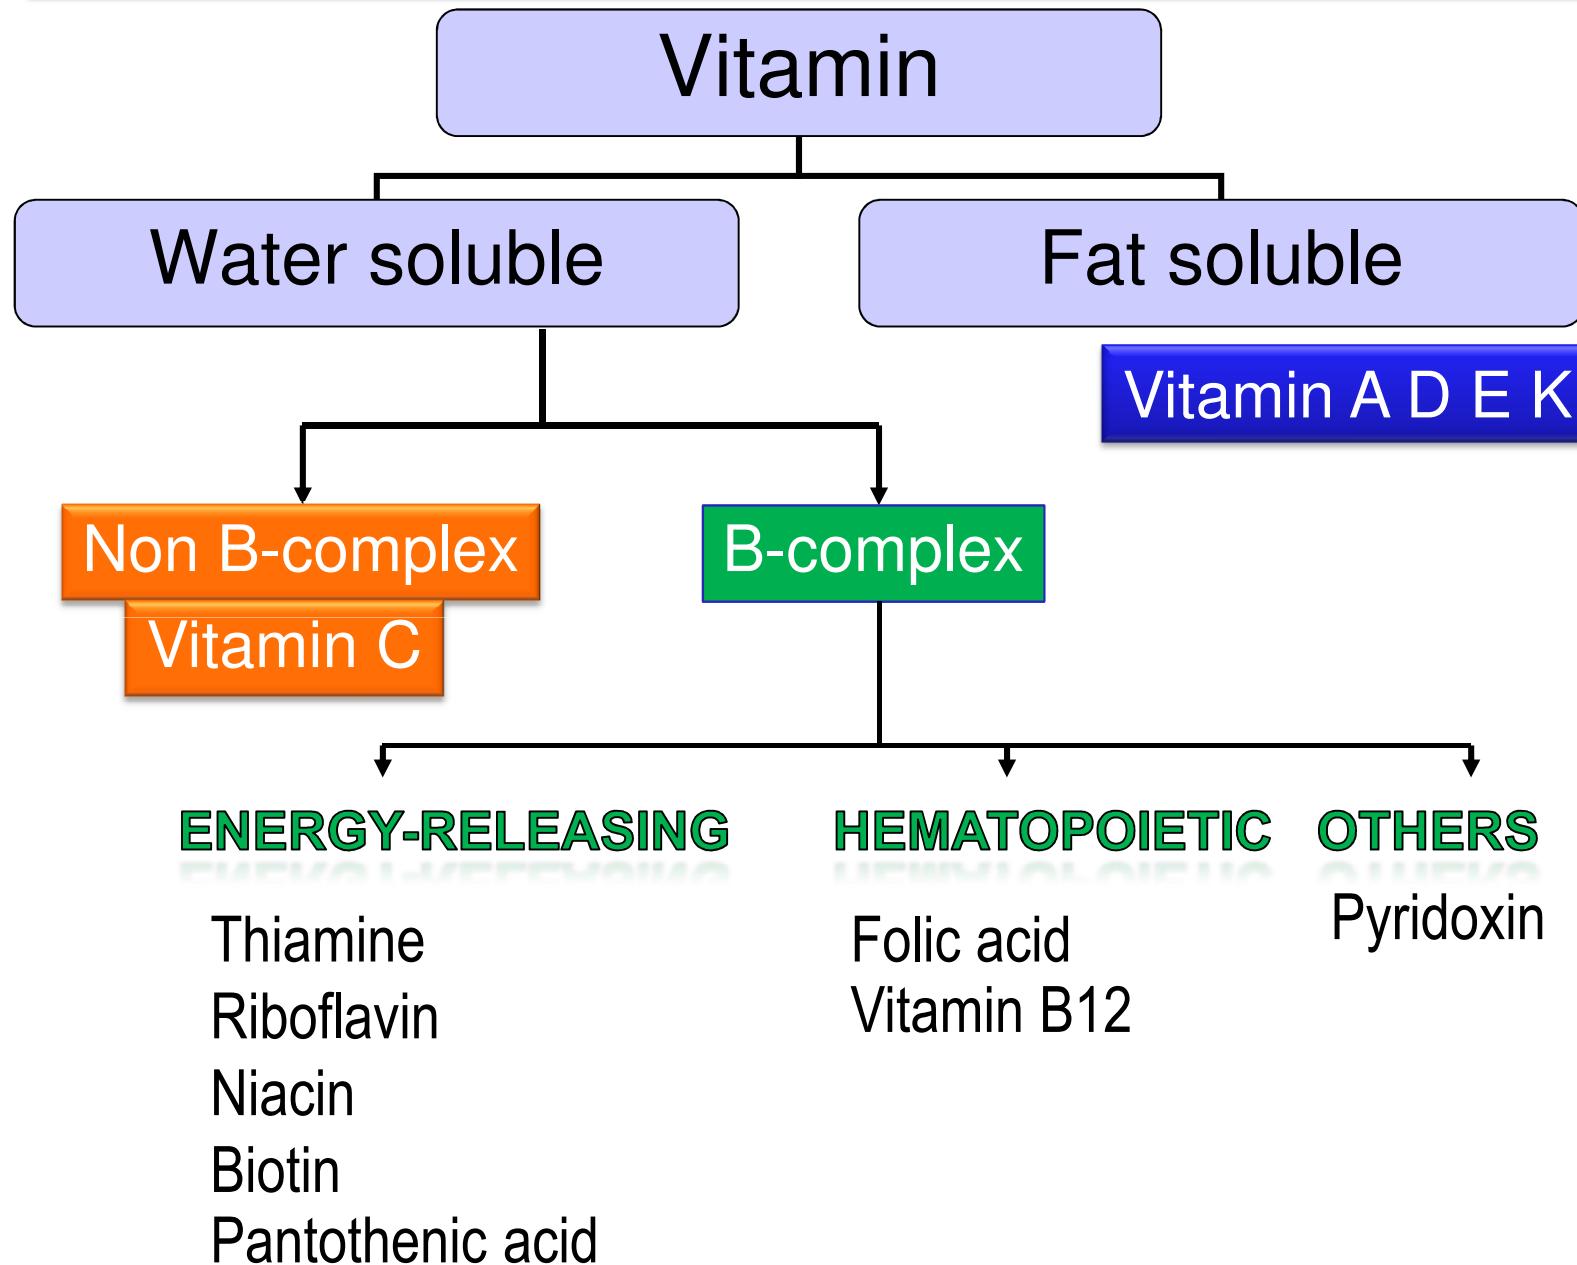 Vitamin
Water soluble
Fat soluble
Vitamin A D E K
Non B-complex
B-complex
Vitamin C
ENERGY-RELEASING
HEMATOPOIETIC
OTHERS
Thiamine
Riboflavin
Niacin
Biotin
Pantothenic acid
Folic acid
Vitamin B12
Pyridoxin